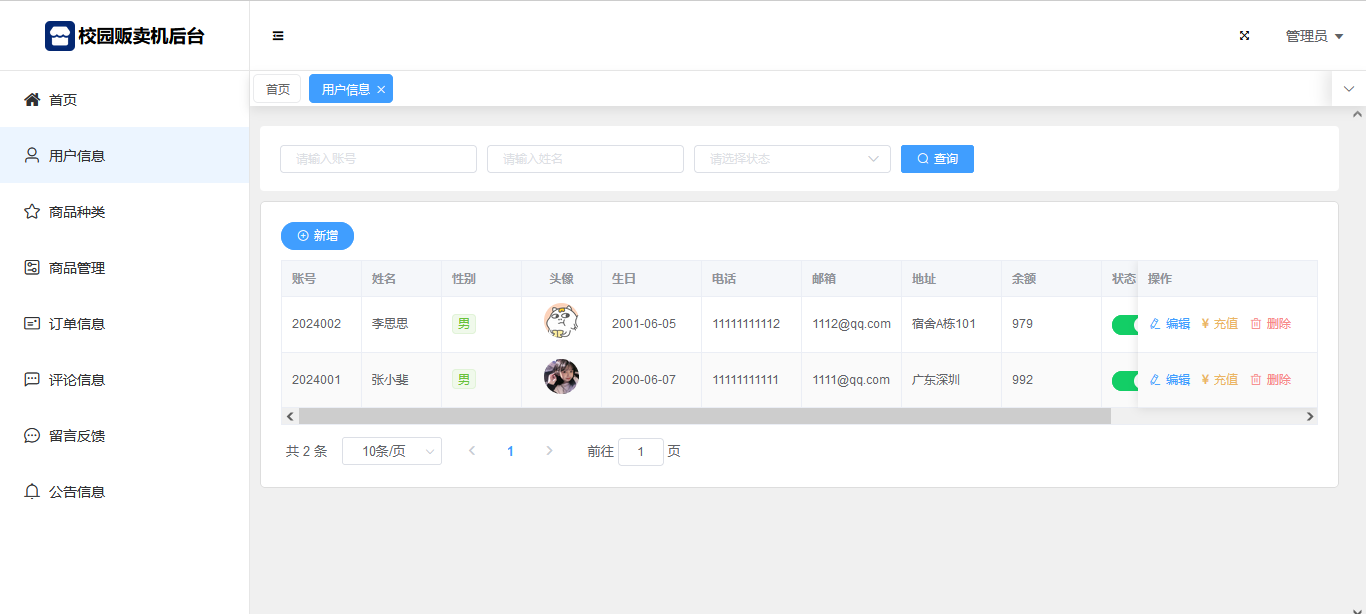 校园贩卖机后台
管理员
首页
用户信息
商品种类
商品管理
订单信息
评论信息
留言反馈
公告信息
首页 用户信息
请输入账号 请输入姓名 请选择状态 查询
新增
账号 姓名 性别 头像 生日 电话 邮箱 地址 余额 状态 操作
2024002 李思思 男 2001-06-05 11111111112 1112@qq.com 宿舍A栋101 979 编辑 ¥ 充值 删除
2024001 张小斐 男 2000-06-07 11111111111 1111@qq.com 广东深圳 992 编辑 ¥ 充值 删除
共 2 条 10条/页 1 前往 1 页